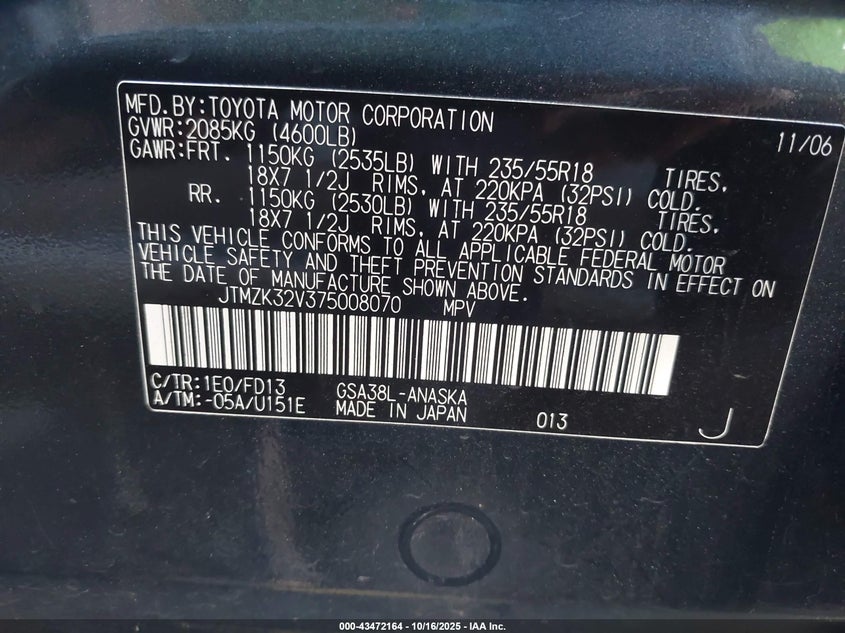 MFD.BY:TOYOTA MOTOR CORPORATION 11/06
GVWR:2085KG (4600LB)
GAWR:FRT. 1150KG (2535LB) WITH 235/55R18 TIRES,
18X7 1/2J RIMS, AT 220KPA (32PSI) COLD.
RR. 1150KG (2530LB) WITH 235/55R18 TIRES,
18X7 1/2J RIMS, AT 220KPA (32PSI) COLD.
THIS VEHICLE CONFORMS TO ALL APPLICABLE FEDERAL MOTOR
VEHICLE SAFETY AND THEFT PREVENTION STANDARDS IN EFFECT ON
THE DATE OF MANUFACTURE SHOWN ABOVE.
JTMZK32V375008070 MPV
C/TR:1E0/FD13 GSA38L-ANASKA
A/TM:-05A/U151E MADE IN JAPAN 013 J
000-43472164 - 10/16/2025 - IAA Inc.